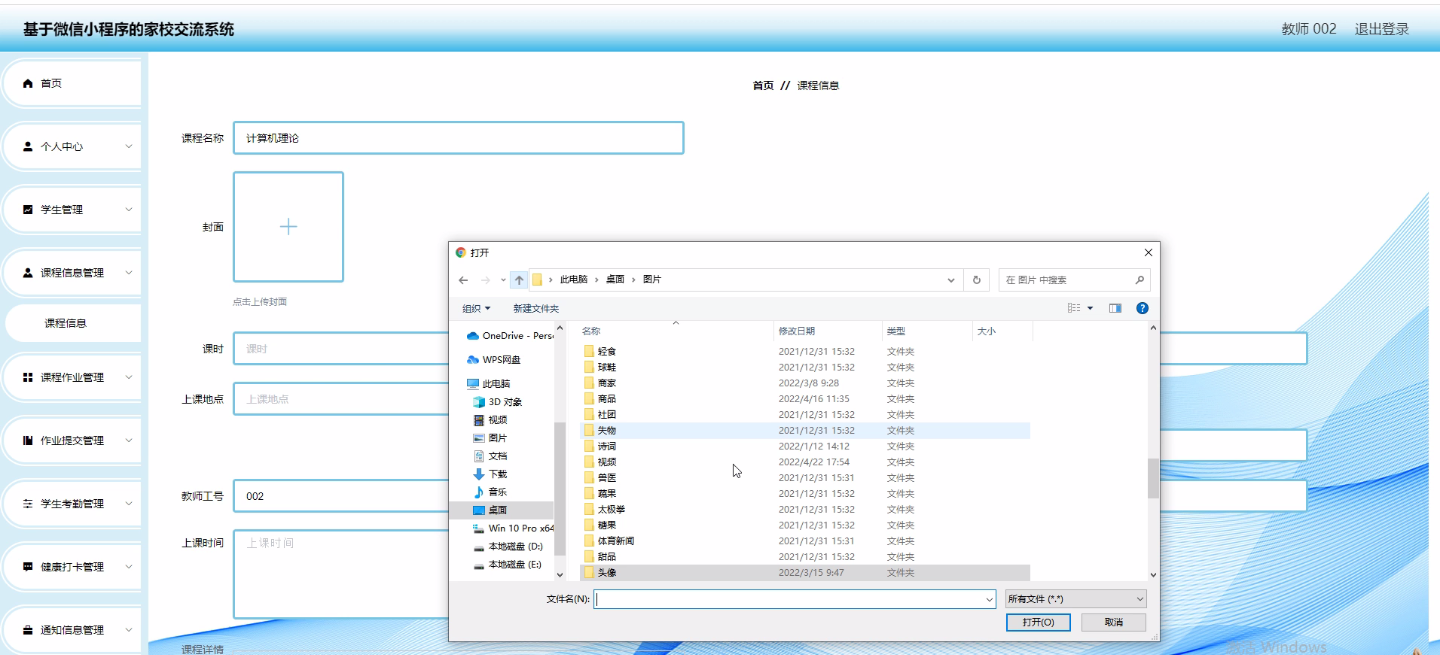 基于微信小程序的家校交流系统
教师 002 退出登录
首页
个人中心
学生管理
课程信息管理
课程信息
课程作业管理
作业提交管理
学生考勤管理
健康打卡管理
通知信息管理
首页 // 课程信息
课程名称 计算机理论
封面
点击上传封面
课时 课时
上课地点 上课地点
教师工号 002
上课时间 上课时间
课程详情
打开
此电脑 › 桌面 › 图片
在 图片 中搜索
组织 新建文件夹
OneDrive - Pers
WPS网盘
此电脑
3D 对象
视频
图片
文档
下载
音乐
桌面
Win 10 Pro x64
本地磁盘 (D:)
本地磁盘 (E:)
名称 修改日期 类型 大小
轻食 2021/12/31 15:32 文件夹
球鞋 2021/12/31 15:32 文件夹
商家 2022/3/8 9:28 文件夹
商品 2022/4/16 11:35 文件夹
社团 2021/12/31 15:32 文件夹
失物 2021/12/31 15:32 文件夹
诗词 2022/1/12 14:12 文件夹
视频 2022/4/22 17:54 文件夹
兽医 2021/12/31 15:31 文件夹
蔬果 2021/12/31 15:32 文件夹
太极拳 2021/12/31 15:32 文件夹
糖果 2021/12/31 15:32 文件夹
体育新闻 2021/12/31 15:31 文件夹
甜品 2021/12/31 15:32 文件夹
头像 2022/3/15 9:47 文件夹
文件名(N): 所有文件 (*.*)
打开(O) 取消
Windows